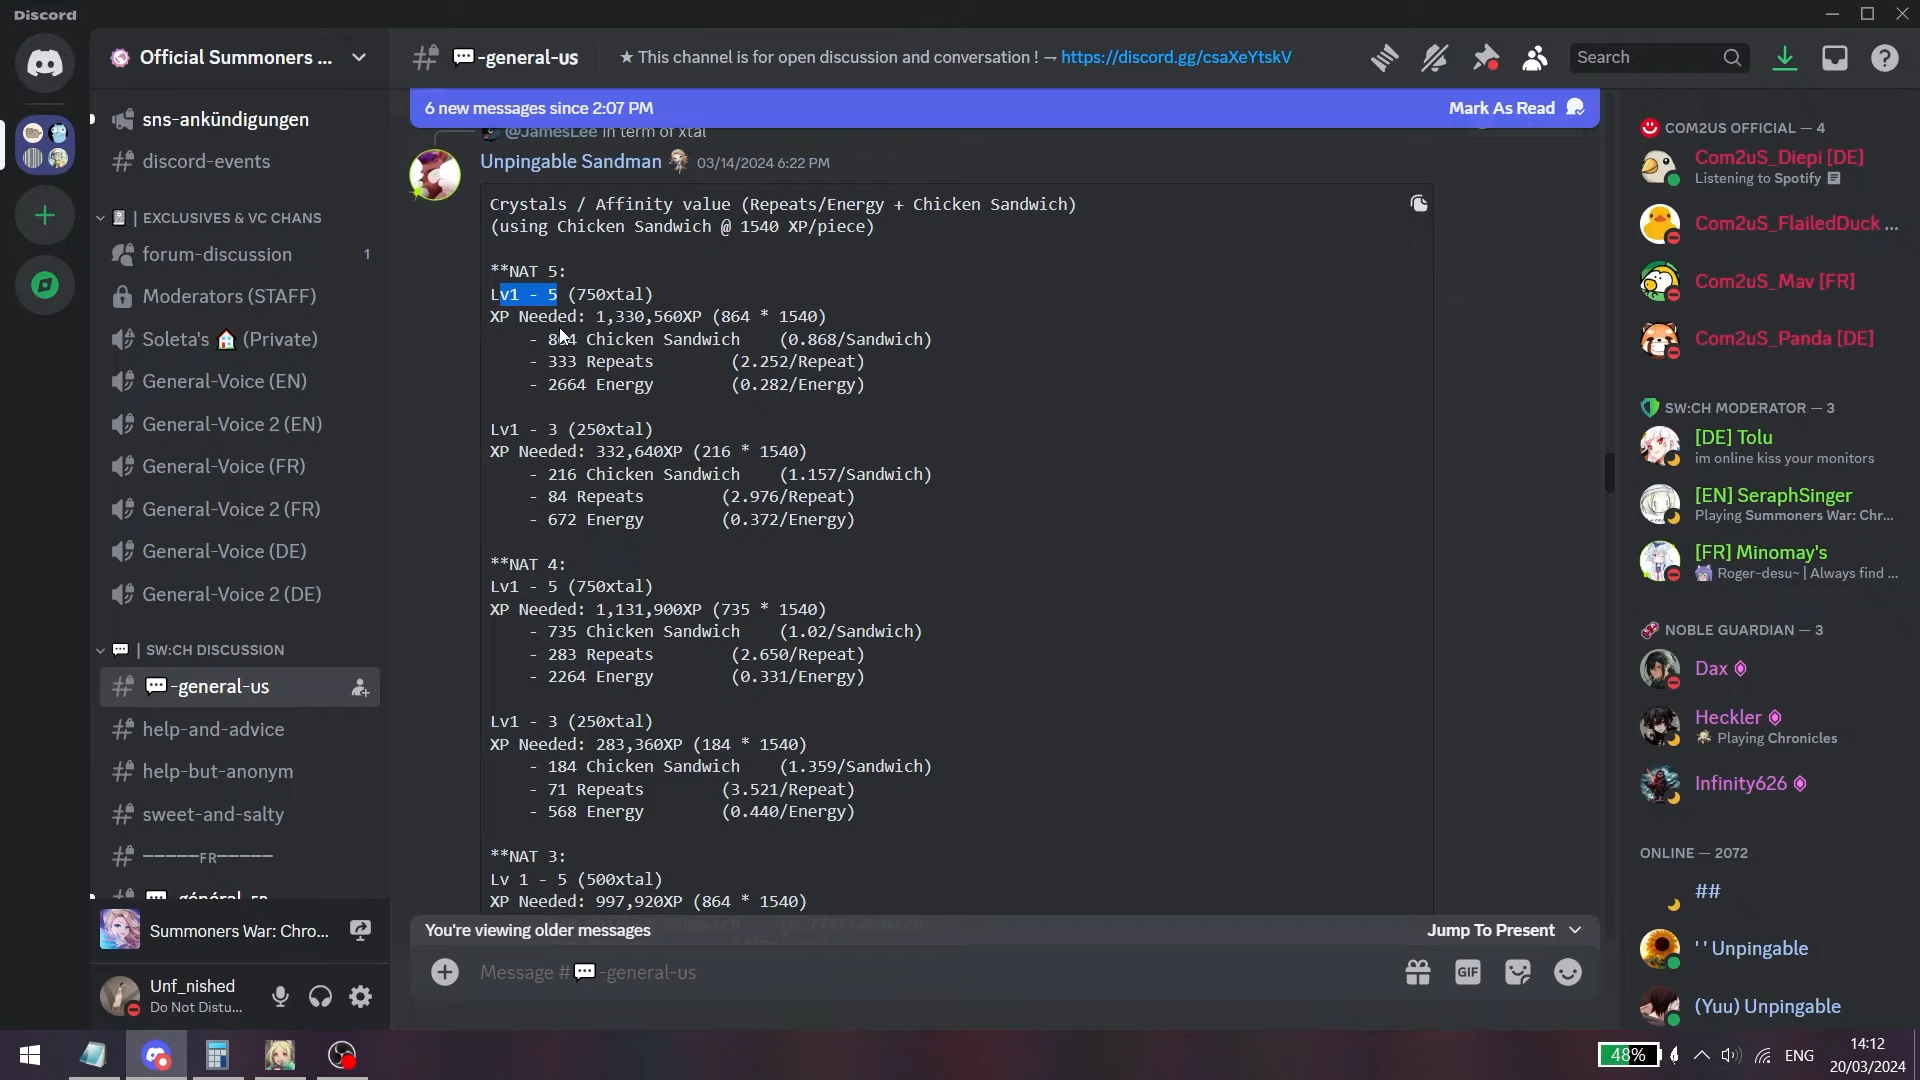 Discord
Official Summoners ...
sns-ankündigungen
discord-events
| EXCLUSIVES & VC CHANS
forum-discussion 1
Moderators (STAFF)
Soleta's 🏠 (Private)
General-Voice (EN)
General-Voice 2 (EN)
General-Voice (FR)
General-Voice 2 (FR)
General-Voice (DE)
General-Voice 2 (DE)
| SW:CH DISCUSSION
💬-general-us
help-and-advice
help-but-anonym
sweet-and-salty
—————FR—————
Summoners War: Chro...
Unf_nished
Do Not Distu...
# 💬-general-us
★ This channel is for open discussion and conversation ! — https://discord.gg/csaXeYtskV
Search
6 new messages since 2:07 PM
Mark As Read
@JamesLee in term of xtal
Unpingable Sandman 03/14/2024 6:22 PM
Crystals / Affinity value (Repeats/Energy + Chicken Sandwich)
(using Chicken Sandwich @ 1540 XP/piece)
**NAT 5:
Lv1 - 5 (750xtal)
XP Needed: 1,330,560XP (864 * 1540)
- 864 Chicken Sandwich (0.868/Sandwich)
- 333 Repeats (2.252/Repeat)
- 2664 Energy (0.282/Energy)
Lv1 - 3 (250xtal)
XP Needed: 332,640XP (216 * 1540)
- 216 Chicken Sandwich (1.157/Sandwich)
- 84 Repeats (2.976/Repeat)
- 672 Energy (0.372/Energy)
**NAT 4:
Lv1 - 5 (750xtal)
XP Needed: 1,131,900XP (735 * 1540)
- 735 Chicken Sandwich (1.02/Sandwich)
- 283 Repeats (2.650/Repeat)
- 2264 Energy (0.331/Energy)
Lv1 - 3 (250xtal)
XP Needed: 283,360XP (184 * 1540)
- 184 Chicken Sandwich (1.359/Sandwich)
- 71 Repeats (3.521/Repeat)
- 568 Energy (0.440/Energy)
**NAT 3:
Lv 1 - 5 (500xtal)
XP Needed: 997,920XP (864 * 1540)
You're viewing older messages
Jump To Present
Message #💬-general-us
GIF
COM2US OFFICIAL — 4
Com2uS_Diepi [DE]
Listening to Spotify
Com2uS_FlailedDuck ...
Com2uS_Mav [FR]
Com2uS_Panda [DE]
SW:CH MODERATOR — 3
[DE] Tolu
im online kiss your monitors
[EN] SeraphSinger
Playing Summoners War: Chr...
[FR] Minomay's
Roger-desu~ | Always find ...
NOBLE GUARDIAN — 3
Dax
Heckler
Playing Chronicles
Infinity626
ONLINE — 2072
##
' ' Unpingable
(Yuu) Unpingable
48%
ENG
14:12
20/03/2024